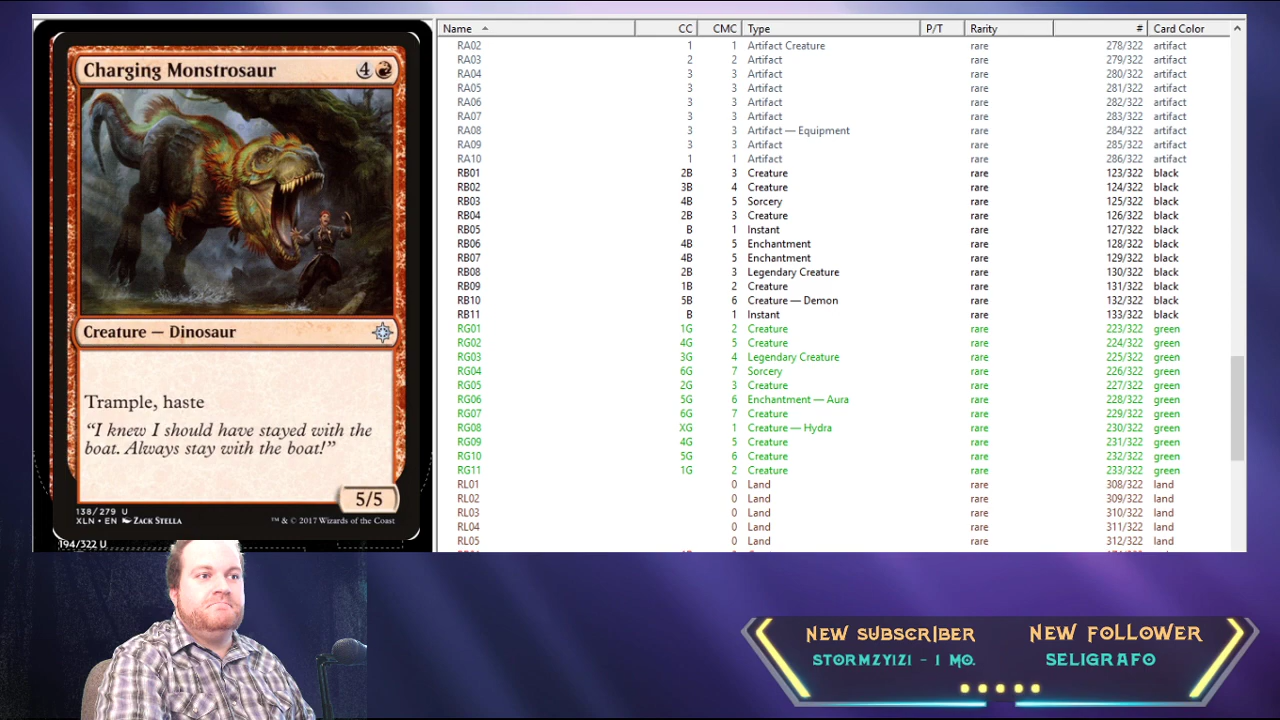 Charging Monstrosaur 4
Creature — Dinosaur
Trample, haste
“I knew I should have stayed with the
boat. Always stay with the boat!”
5/5
138/279 U
XLN • EN ZACK STELLA ™ & © 2017 Wizards of the Coast
194/322 U
Name CC CMC Type P/T Rarity # Card Color
RA02 1 1 Artifact Creature rare 278/322 artifact
RA03 2 2 Artifact rare 279/322 artifact
RA04 3 3 Artifact rare 280/322 artifact
RA05 3 3 Artifact rare 281/322 artifact
RA06 3 3 Artifact rare 282/322 artifact
RA07 3 3 Artifact rare 283/322 artifact
RA08 3 3 Artifact — Equipment rare 284/322 artifact
RA09 3 3 Artifact rare 285/322 artifact
RA10 1 1 Artifact rare 286/322 artifact
RB01 2B 3 Creature rare 123/322 black
RB02 3B 4 Creature rare 124/322 black
RB03 4B 5 Sorcery rare 125/322 black
RB04 2B 3 Creature rare 126/322 black
RB05 B 1 Instant rare 127/322 black
RB06 4B 5 Enchantment rare 128/322 black
RB07 4B 5 Enchantment rare 129/322 black
RB08 2B 3 Legendary Creature rare 130/322 black
RB09 1B 2 Creature rare 131/322 black
RB10 5B 6 Creature — Demon rare 132/322 black
RB11 B 1 Instant rare 133/322 black
RG01 1G 2 Creature rare 223/322 green
RG02 4G 5 Creature rare 224/322 green
RG03 3G 4 Legendary Creature rare 225/322 green
RG04 6G 7 Sorcery rare 226/322 green
RG05 2G 3 Creature rare 227/322 green
RG06 5G 6 Enchantment — Aura rare 228/322 green
RG07 6G 7 Creature rare 229/322 green
RG08 XG 1 Creature — Hydra rare 230/322 green
RG09 4G 5 Creature rare 231/322 green
RG10 5G 6 Creature rare 232/322 green
RG11 1G 2 Creature rare 233/322 green
RL01 0 Land rare 308/322 land
RL02 0 Land rare 309/322 land
RL03 0 Land rare 310/322 land
RL04 0 Land rare 311/322 land
RL05 0 Land rare 312/322 land
NEW SUBSCRIBER
STORMZYIZI - 1 MO.
NEW FOLLOWER
SELIGRAFO